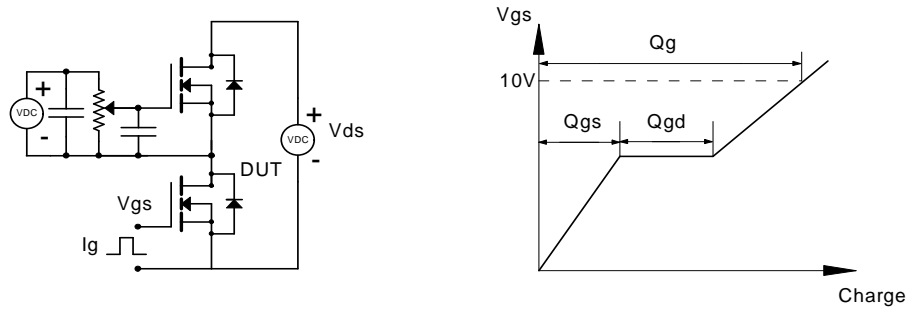 +
VDC
-
+
VDC
-
Vds
DUT
Vgs
Ig
Vgs
Qg
10V
Qgs
Qgd
Charge